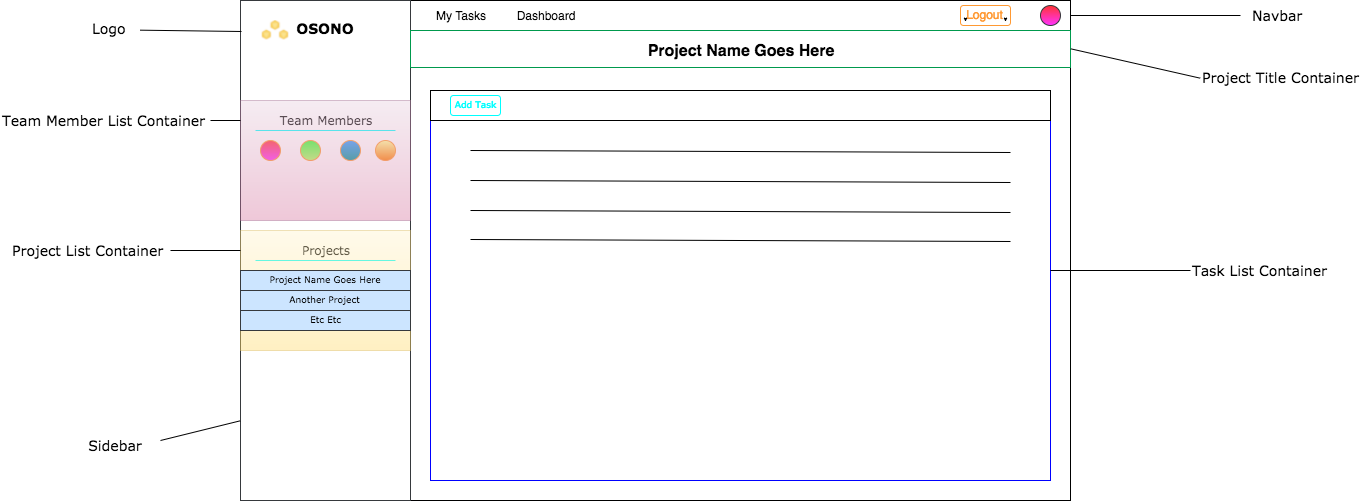 Logo
OSONO
My Tasks
Dashboard
Logout
Navbar
Project Name Goes Here
Project Title Container
Add Task
Team Member List Container
Team Members
Project List Container
Projects
Project Name Goes Here
Another Project
Etc Etc
Task List Container
Sidebar